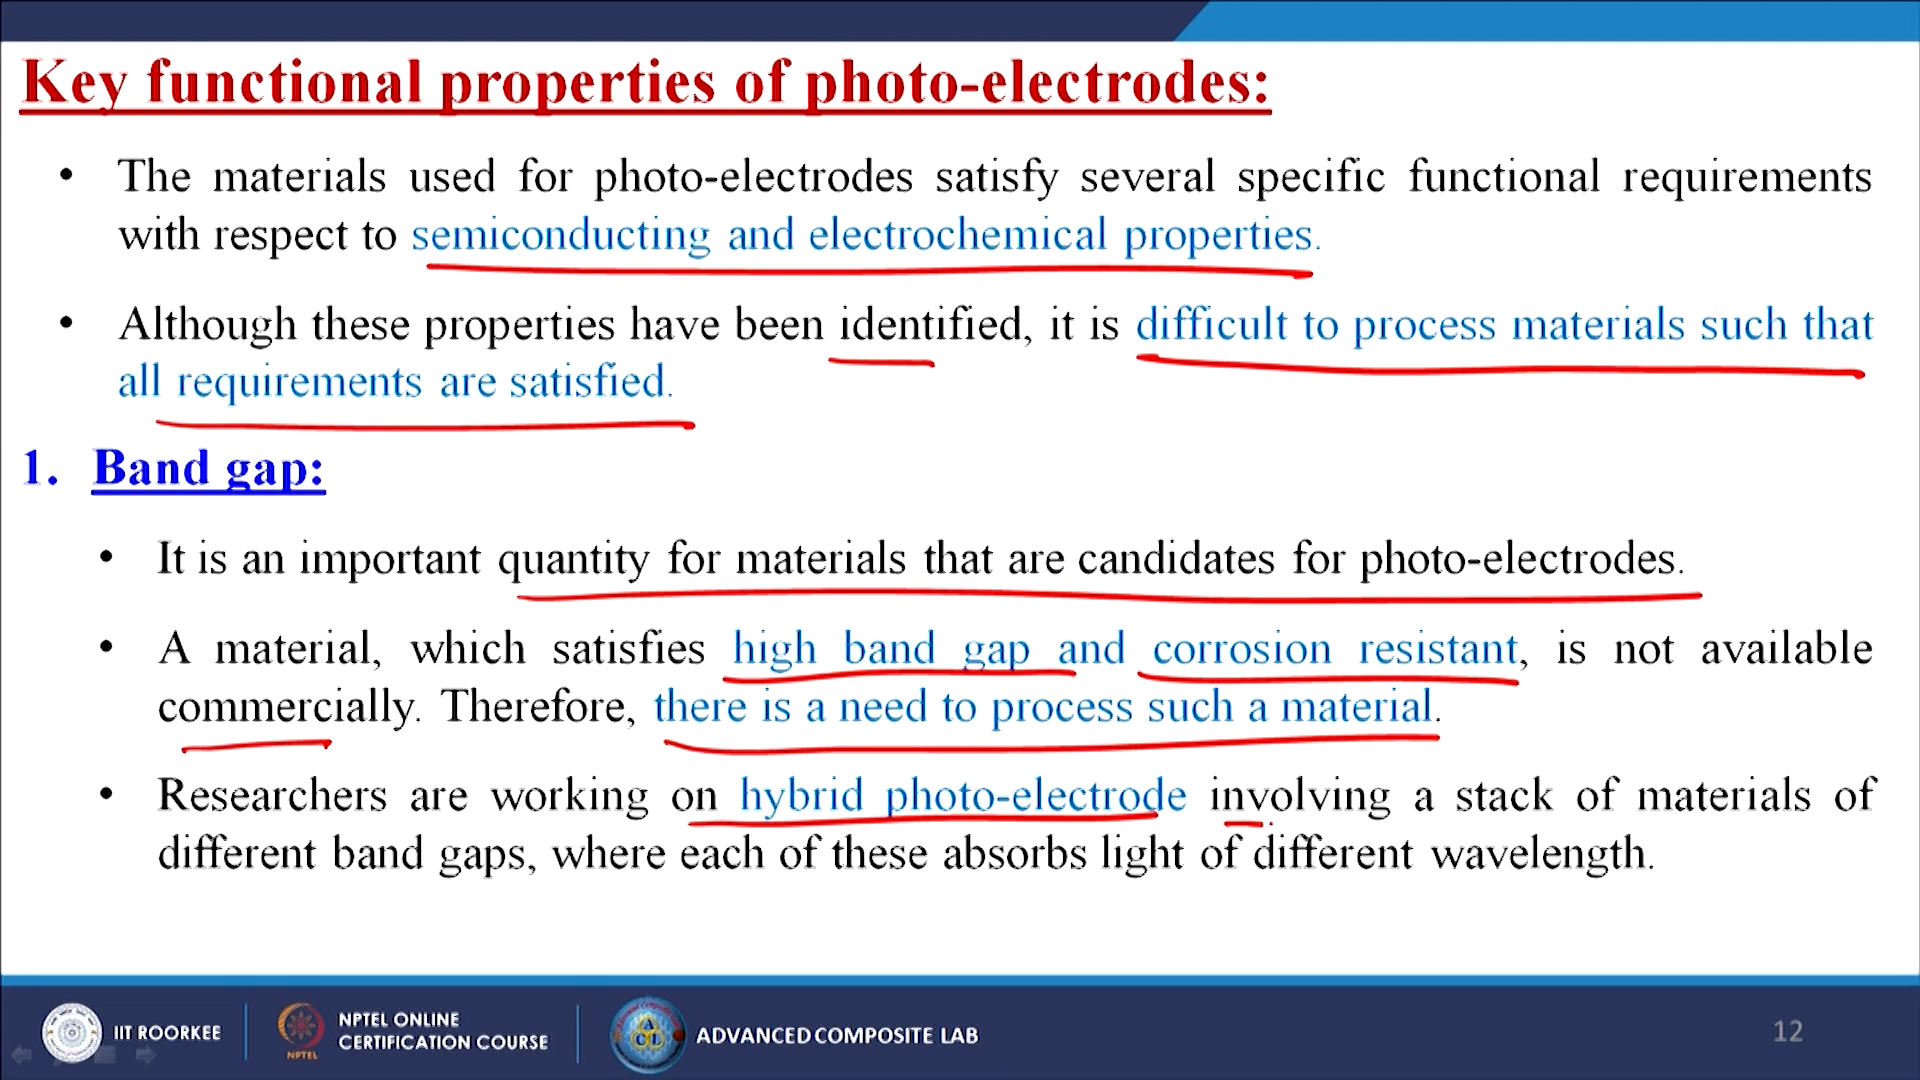 Key functional properties of photo-electrodes:
• The materials used for photo-electrodes satisfy several specific functional requirements
with respect to semiconducting and electrochemical properties.
• Although these properties have been identified, it is difficult to process materials such that
all requirements are satisfied.
1. Band gap:
• It is an important quantity for materials that are candidates for photo-electrodes.
• A material, which satisfies high band gap and corrosion resistant, is not available
commercially. Therefore, there is a need to process such a material.
• Researchers are working on hybrid photo-electrode involving a stack of materials of
different band gaps, where each of these absorbs light of different wavelength.
IIT ROORKEE
NPTEL
NPTEL ONLINE
CERTIFICATION COURSE
ADVANCED COMPOSITE LAB
12